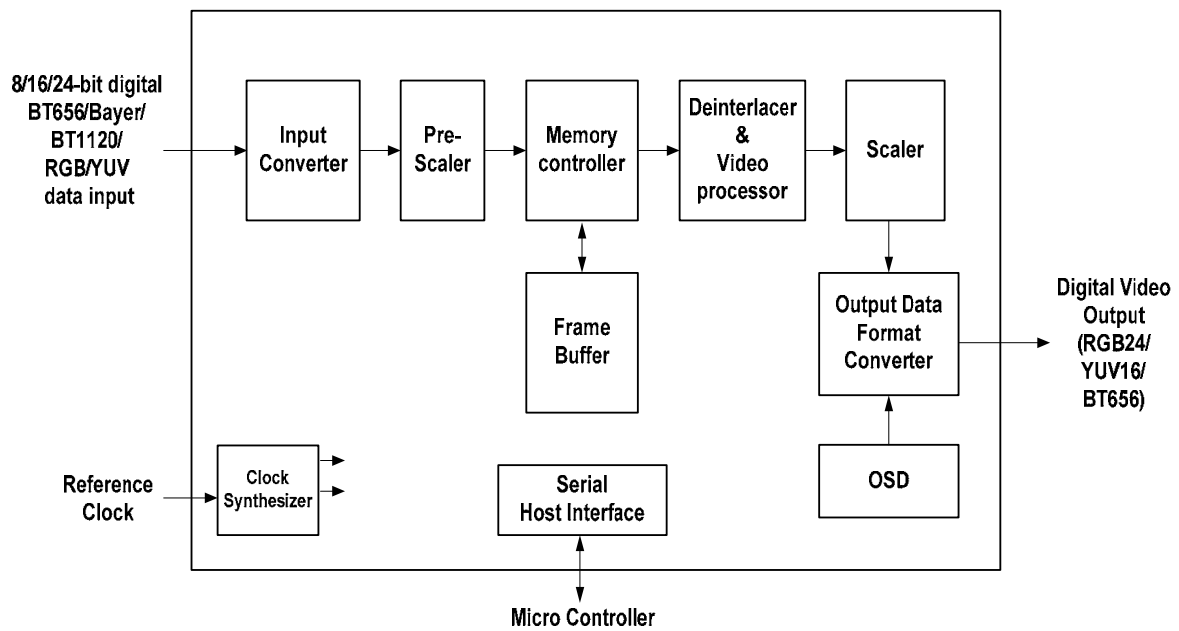 8/16/24-bit digital
BT656/Bayer/
BT1120/
RGB/YUV
data input
Input
Converter
Pre-
Scaler
Memory
controller
Deinterlacer
&
Video
processor
Scaler
Frame
Buffer
Output Data
Format
Converter
Digital Video
Output
(RGB24/
YUV16/
BT656)
Reference
Clock
Clock
Synthesizer
Serial
Host Interface
OSD
Micro Controller